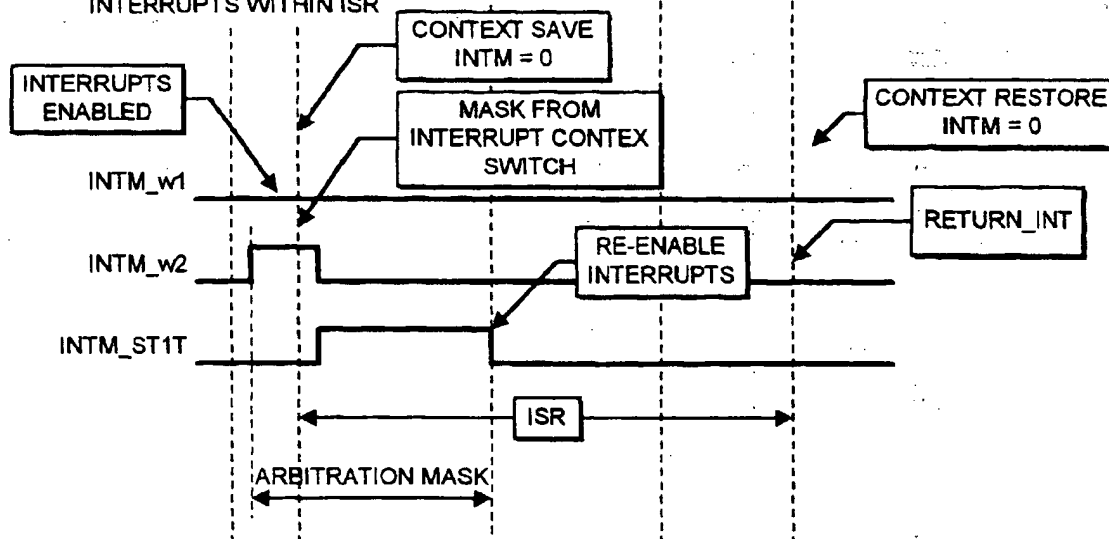 INTERRUPTS WITHIN ISR
CONTEXT SAVE
INTM = 0
INTERRUPTS
ENABLED
MASK FROM
INTERRUPT CONTEX
SWITCH
CONTEXT RESTORE
INTM = 0
INTM_w1
RETURN_INT
RE-ENABLE
INTERRUPTS
INTM_w2
INTM_ST1T
ISR
ARBITRATION MASK